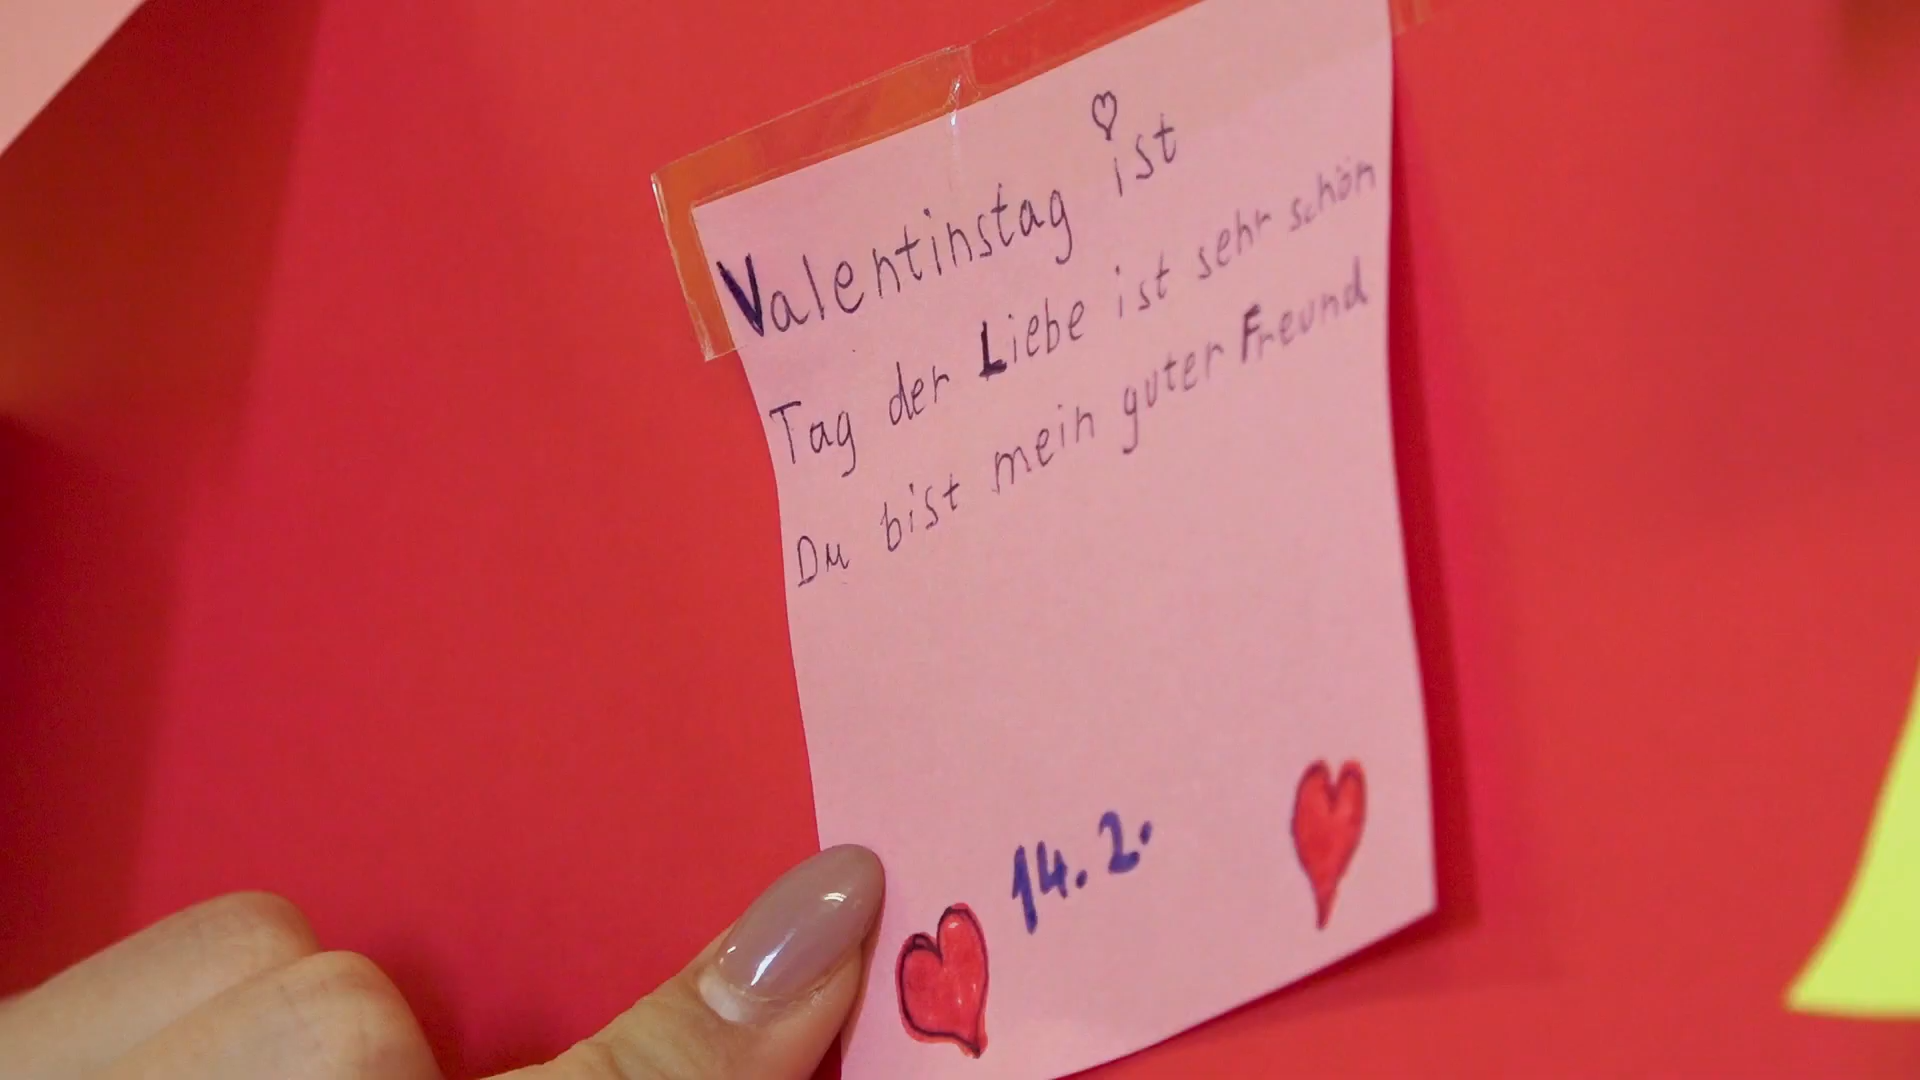 Valentinstag ist
Tag der Liebe ist sehr schön
Du bist mein guter Freund
14.2.